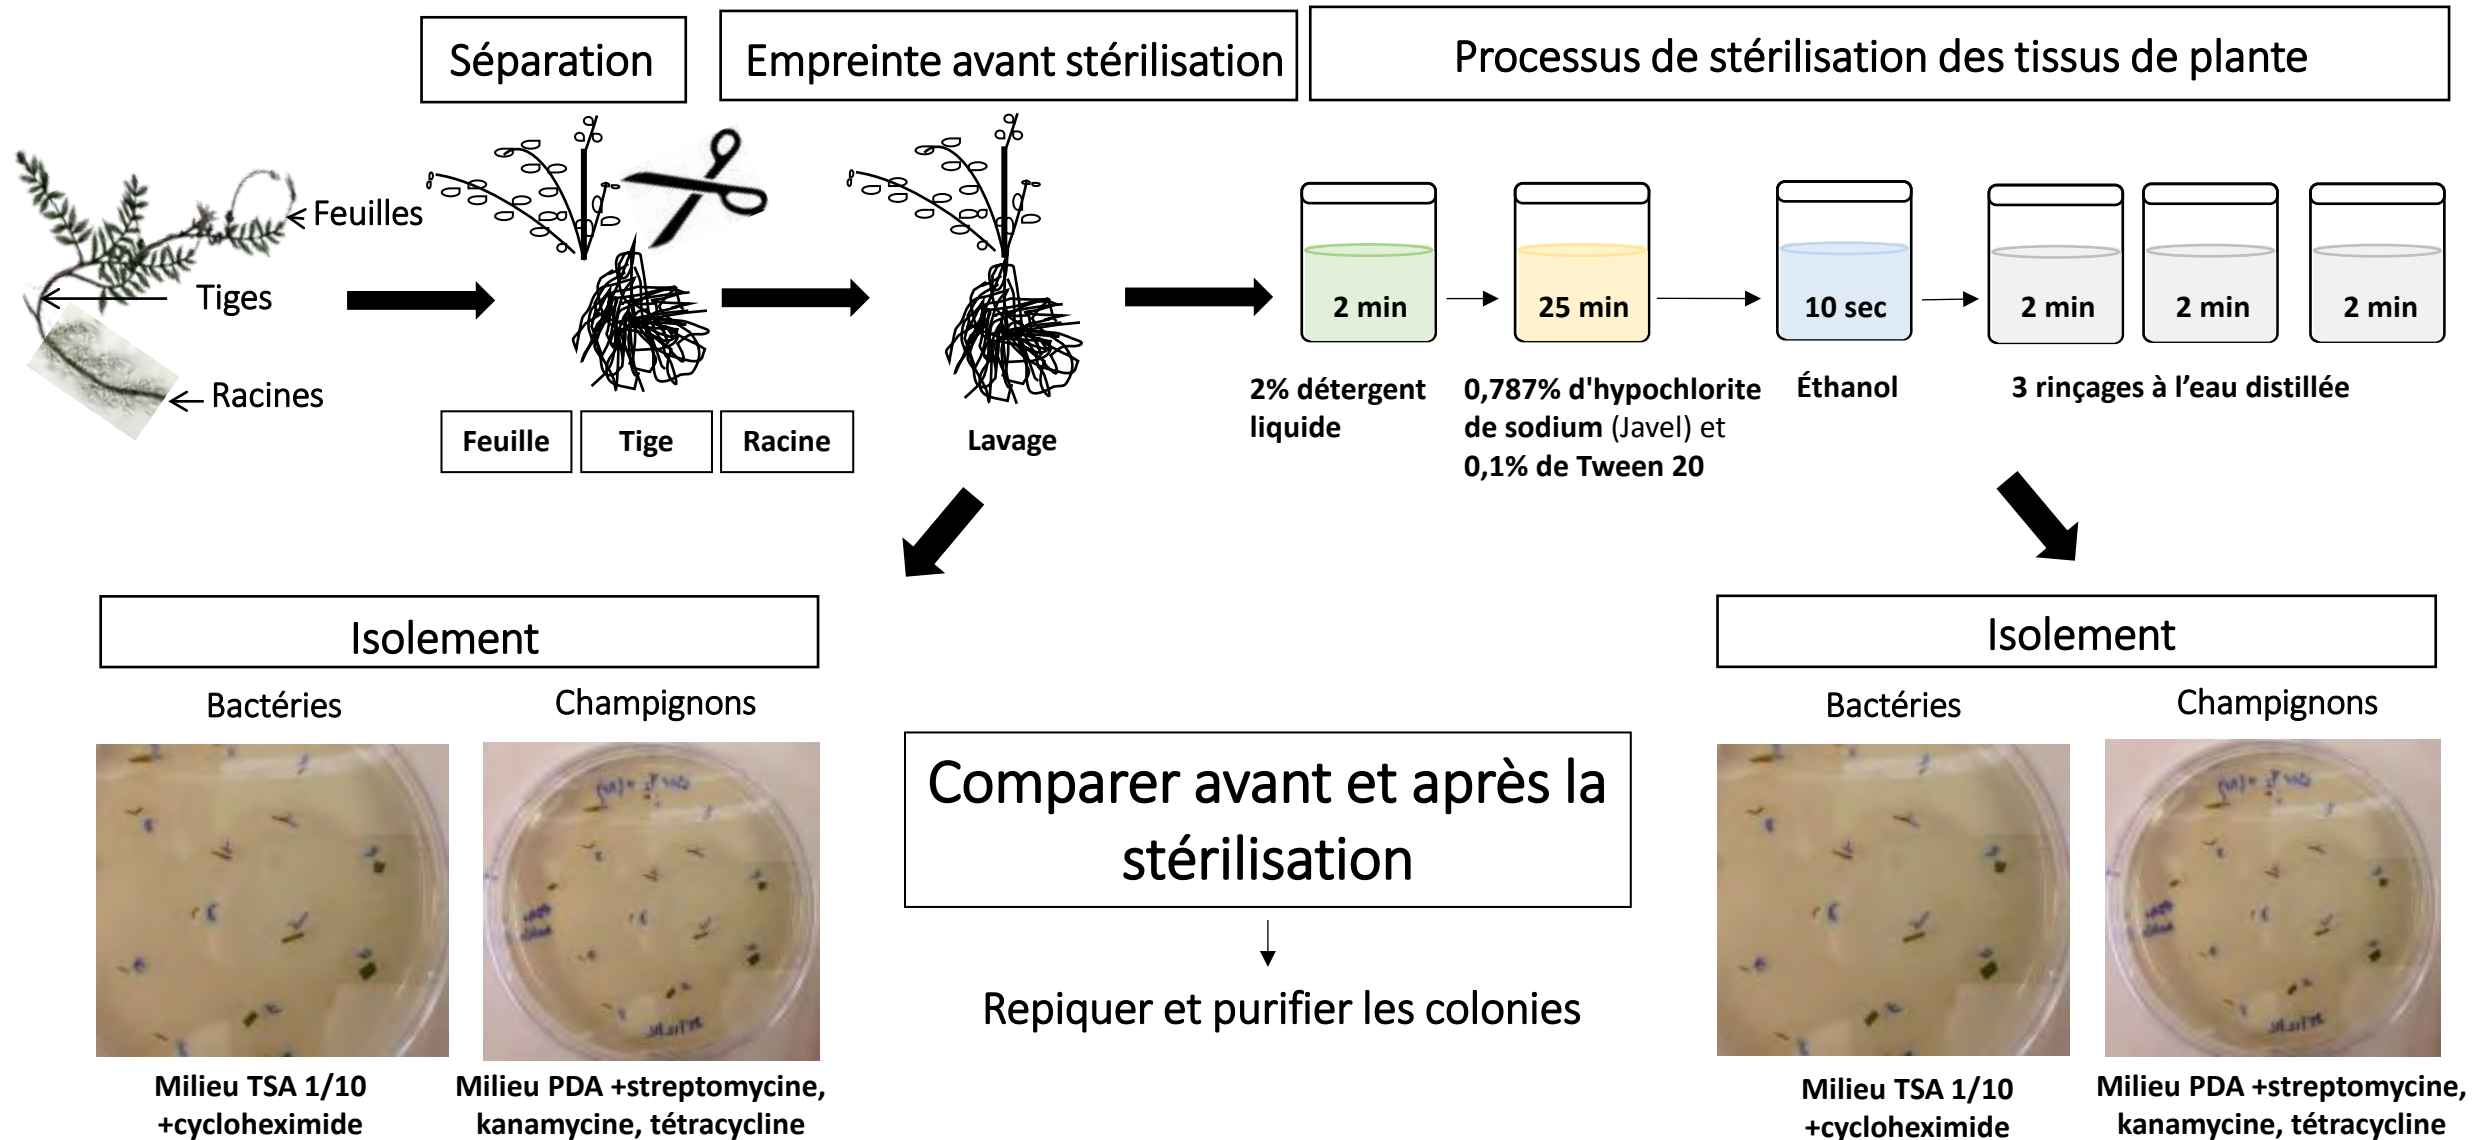 Séparation
Empreinte avant stérilisation
Processus de stérilisation des tissus de plante
Feuilles
Tiges
Racines
Feuille
Tige
Racine
Lavage
2 min
25 min
10 sec
2 min
2 min
2 min
2% détergent
liquide
0,787% d'hypochlorite
de sodium (Javel) et
0,1% de Tween 20
Éthanol
3 rinçages à l’eau distillée
Isolement
Bactéries
Champignons
Milieu TSA 1/10
+cycloheximide
Milieu PDA +streptomycine,
kanamycine, tétracycline
Comparer avant et après la
stérilisation
Repiquer et purifier les colonies
Isolement
Bactéries
Champignons
Milieu TSA 1/10
+cycloheximide
Milieu PDA +streptomycine,
kanamycine, tétracycline